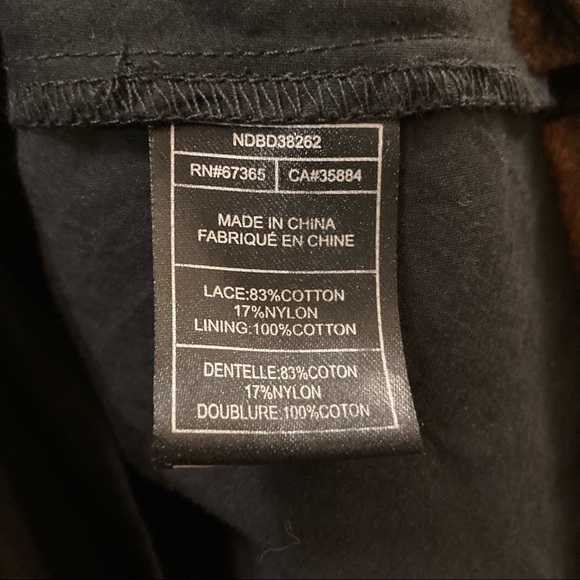 NDBD38262
RN#67365 CA#35884
MADE IN CHINA
FABRIQUÉ EN CHINE
LACE:83%COTTON
17%NYLON
LINING:100%COTTON
DENTELLE:83%COTON
17%NYLON
DOUBLURE:100%COTON